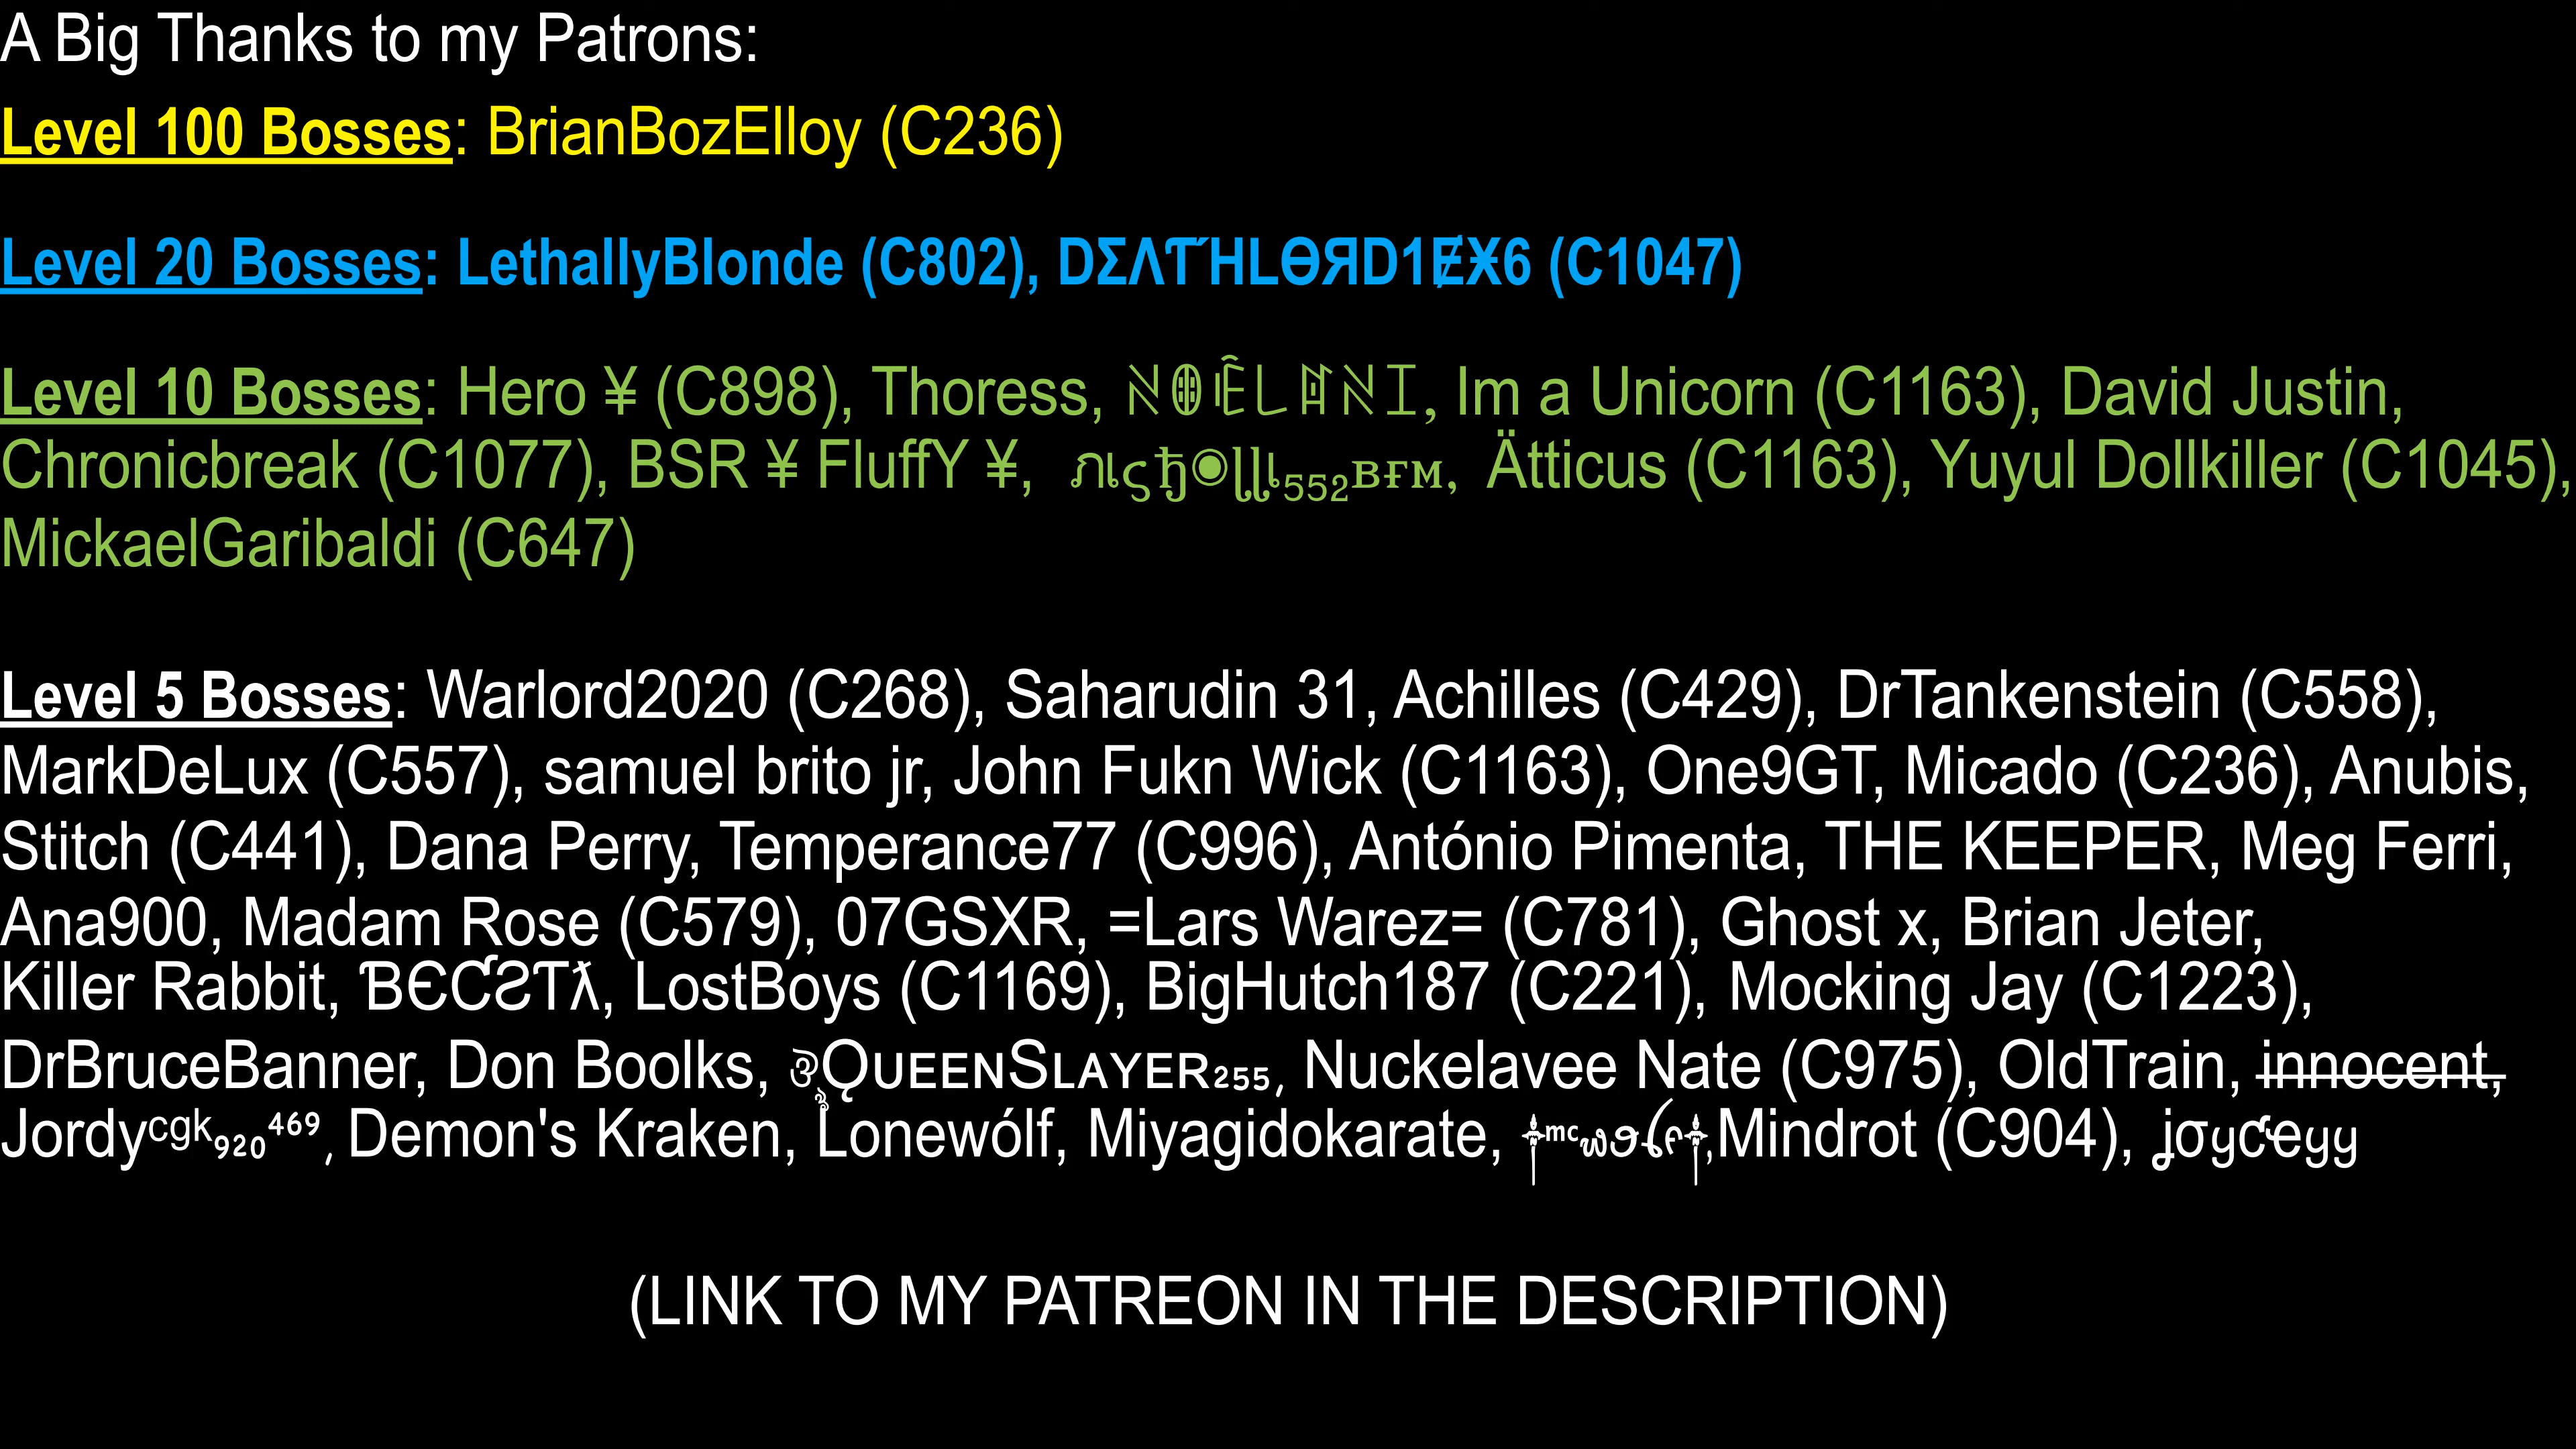 A Big Thanks to my Patrons:
Level 100 Bosses: BrianBozElloy (C236)
Level 20 Bosses: LethallyBlonde (C802), DΣΛƬΉLӨЯD1ɆӾ6 (C1047)
Level 10 Bosses: Hero ¥ (C898), Thoress, Im a Unicorn (C1163), David Justin,
Chronicbreak (C1077), BSR ¥ FluffY ¥, Ätticus (C1163), Yuyul Dollkiller (C1045),
MickaelGaribaldi (C647)
Level 5 Bosses: Warlord2020 (C268), Saharudin 31, Achilles (C429), DrTankenstein (C558),
MarkDeLux (C557), samuel brito jr, John Fukn Wick (C1163), One9GT, Micado (C236), Anubis,
Stitch (C441), Dana Perry, Temperance77 (C996), António Pimenta, THE KEEPER, Meg Ferri,
Ana900, Madam Rose (C579), 07GSXR, =Lars Warez= (C781), Ghost x, Brian Jeter,
Killer Rabbit, ƁЄƇƧƬƛ, LostBoys (C1169), BigHutch187 (C221), Mocking Jay (C1223),
DrBruceBanner, Don Boolks, QᴜᴇᴇɴSʟᴀʏᴇʀ₂₅₅, Nuckelavee Nate (C975), OldTrain, innocent,
Jordyᶜᵍᵏ₉₂₀⁴⁶⁹, Demon's Kraken, Lonewólf, Miyagidokarate, Mindrot (C904), ʝσყƈҽყყ
(LINK TO MY PATREON IN THE DESCRIPTION)